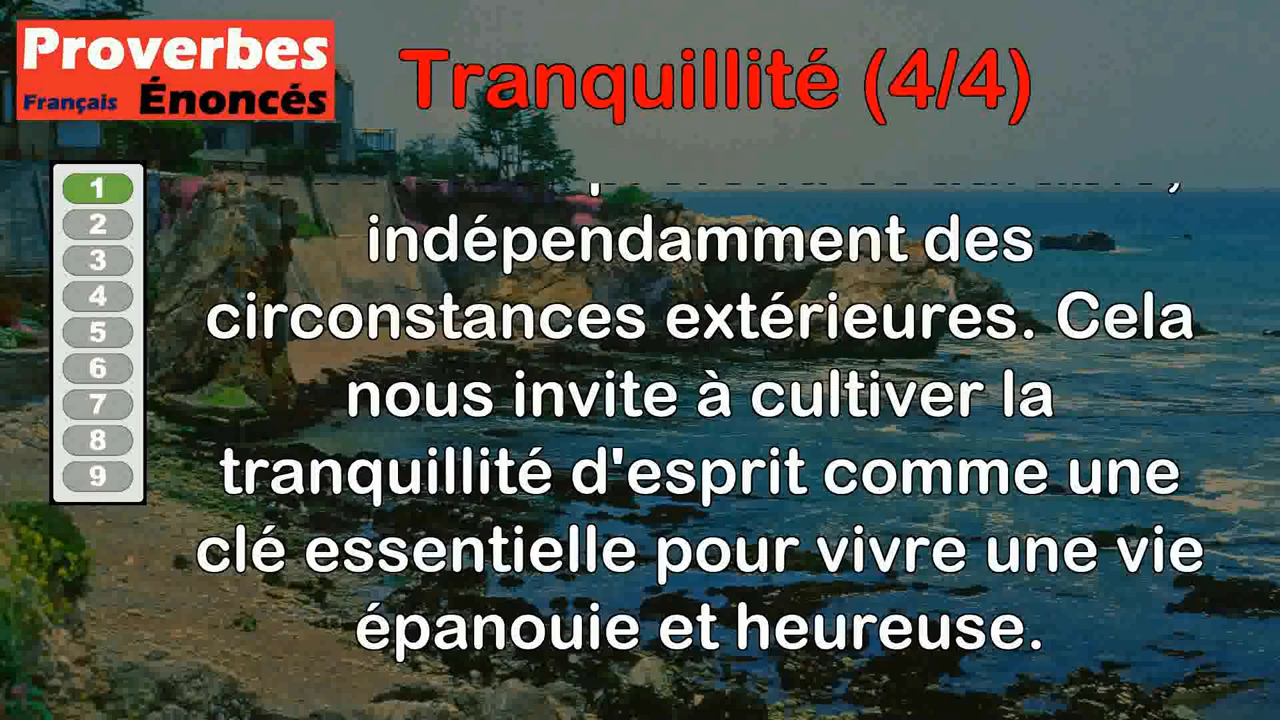 Proverbes
Français Énoncés
Tranquillité (4/4)
1
2
3
4
5
6
7
8
9
indépendamment des
circonstances extérieures. Cela
nous invite à cultiver la
tranquillité d'esprit comme une
clé essentielle pour vivre une vie
épanouie et heureuse.